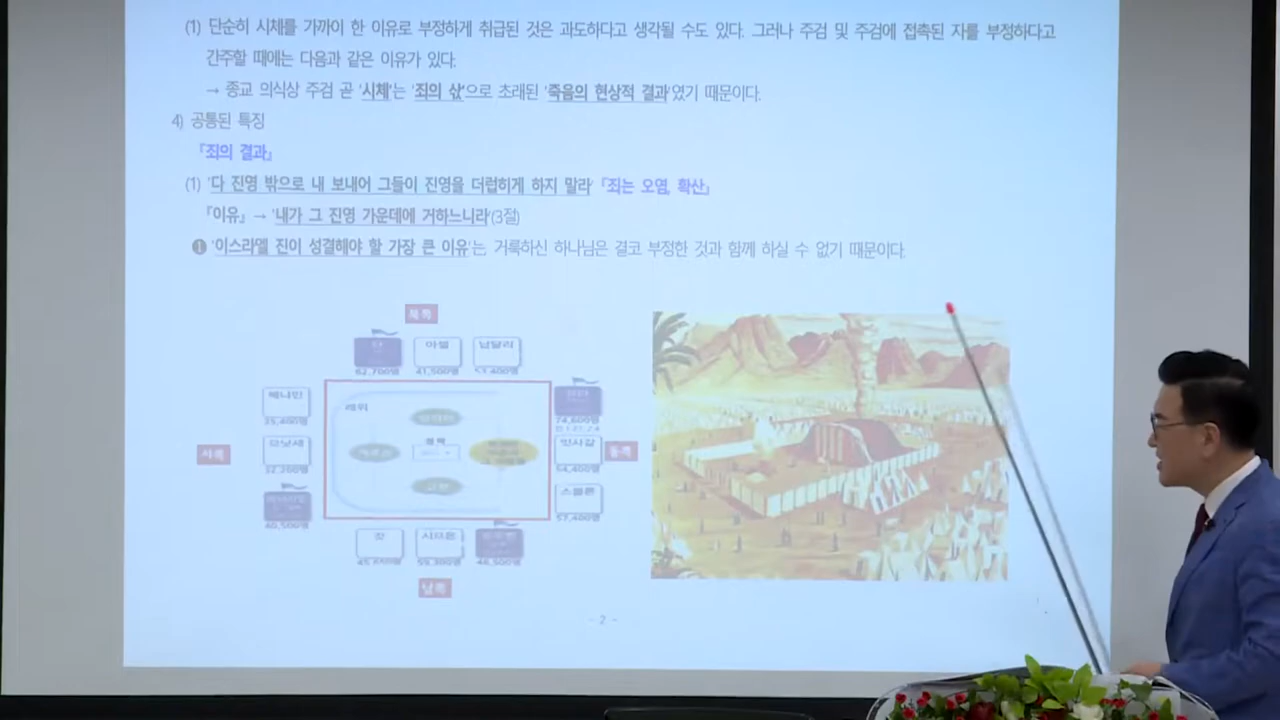 (1) 단순히 시체를 가까이 한 이유로 부정하게 취급된 것은 과도하다고 생각될 수도 있다. 그러나 주검 및 주검에 접촉된 자를 부정하다고
간주할 때에는 다음과 같은 이유가 있다.
→ 종교 의식상 주검 곧 '시체'는 '죄의 삯'으로 초래된 '죽음의 현상적 결과'였기 때문이다.
4) 공통된 특징
『죄의 결과』
(1) '다 진영 밖으로 내 보내어 그들이 진영을 더럽히게 하지 말라' 『죄는 오염, 확산』
『이유』 → '내가 그 진영 가운데에 거하느니라'(3절)
❶ '이스라엘 진이 성결해야 할 가장 큰 이유'는, 거룩하신 하나님은 결코 부정한 것과 함께 하실 수 없기 때문이다.
북쪽
단 아셀 납달리
62,700명 41,500명 53,400명
베냐민
35,400명
레위
74,600명
서쪽
므낫세
32,200명
잇사갈
54,400명
동쪽
40,500명
스불론
57,400명
갓 시므온
45,650명 59,300명 46,500명
남쪽
- 2 -